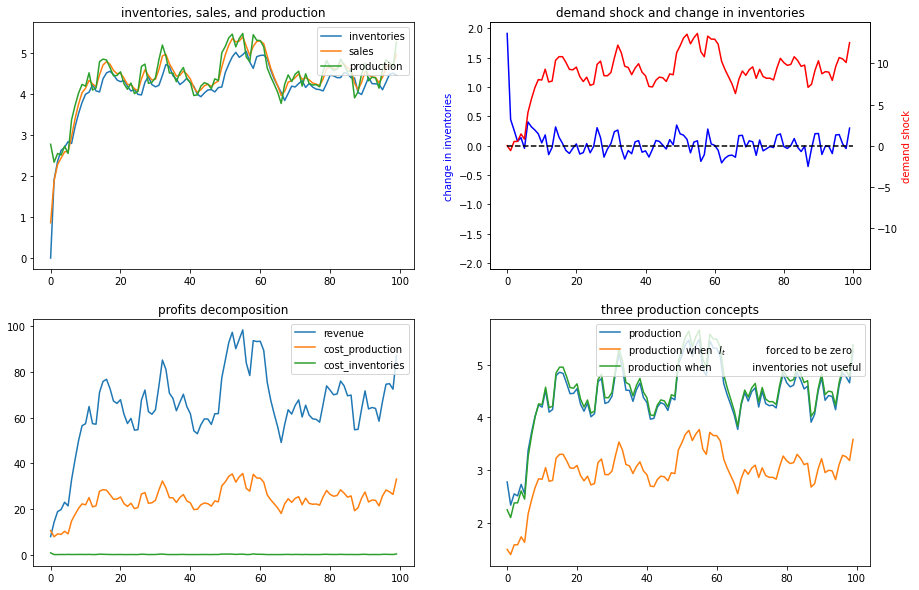 inventories, sales, and production
inventories
sales
production
5
4
3
2
1
0
0 20 40 60 80 100
demand shock and change in inventories
change in inventories
2.0
1.5
1.0
0.5
0.0
−0.5
−1.0
−1.5
−2.0
10
5
0
−5
−10
demand shock
0 20 40 60 80 100
profits decomposition
revenue
cost_production
cost_inventories
100
80
60
40
20
0
0 20 40 60 80 100
three production concepts
production
production when I_t forced to be zero
production when inventories not useful
5
4
3
2
0 20 40 60 80 100